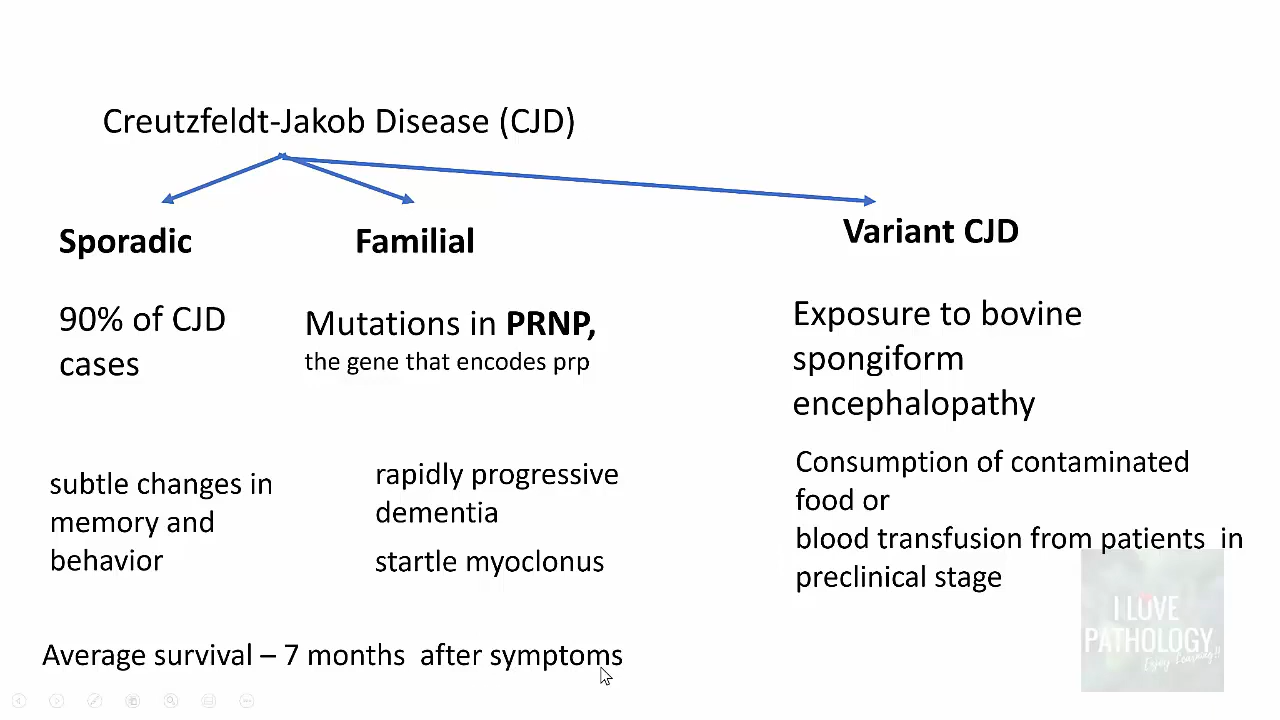 Creutzfeldt-Jakob Disease (CJD)
Sporadic
Familial
Variant CJD
90% of CJD
cases
Mutations in PRNP,
the gene that encodes prp
Exposure to bovine
spongiform
encephalopathy
subtle changes in
memory and
behavior
rapidly progressive
dementia
startle myoclonus
Consumption of contaminated
food or
blood transfusion from patients in
preclinical stage
Average survival – 7 months after symptoms
I LOVE
PATHOLOGY
Enjoy Learning!!